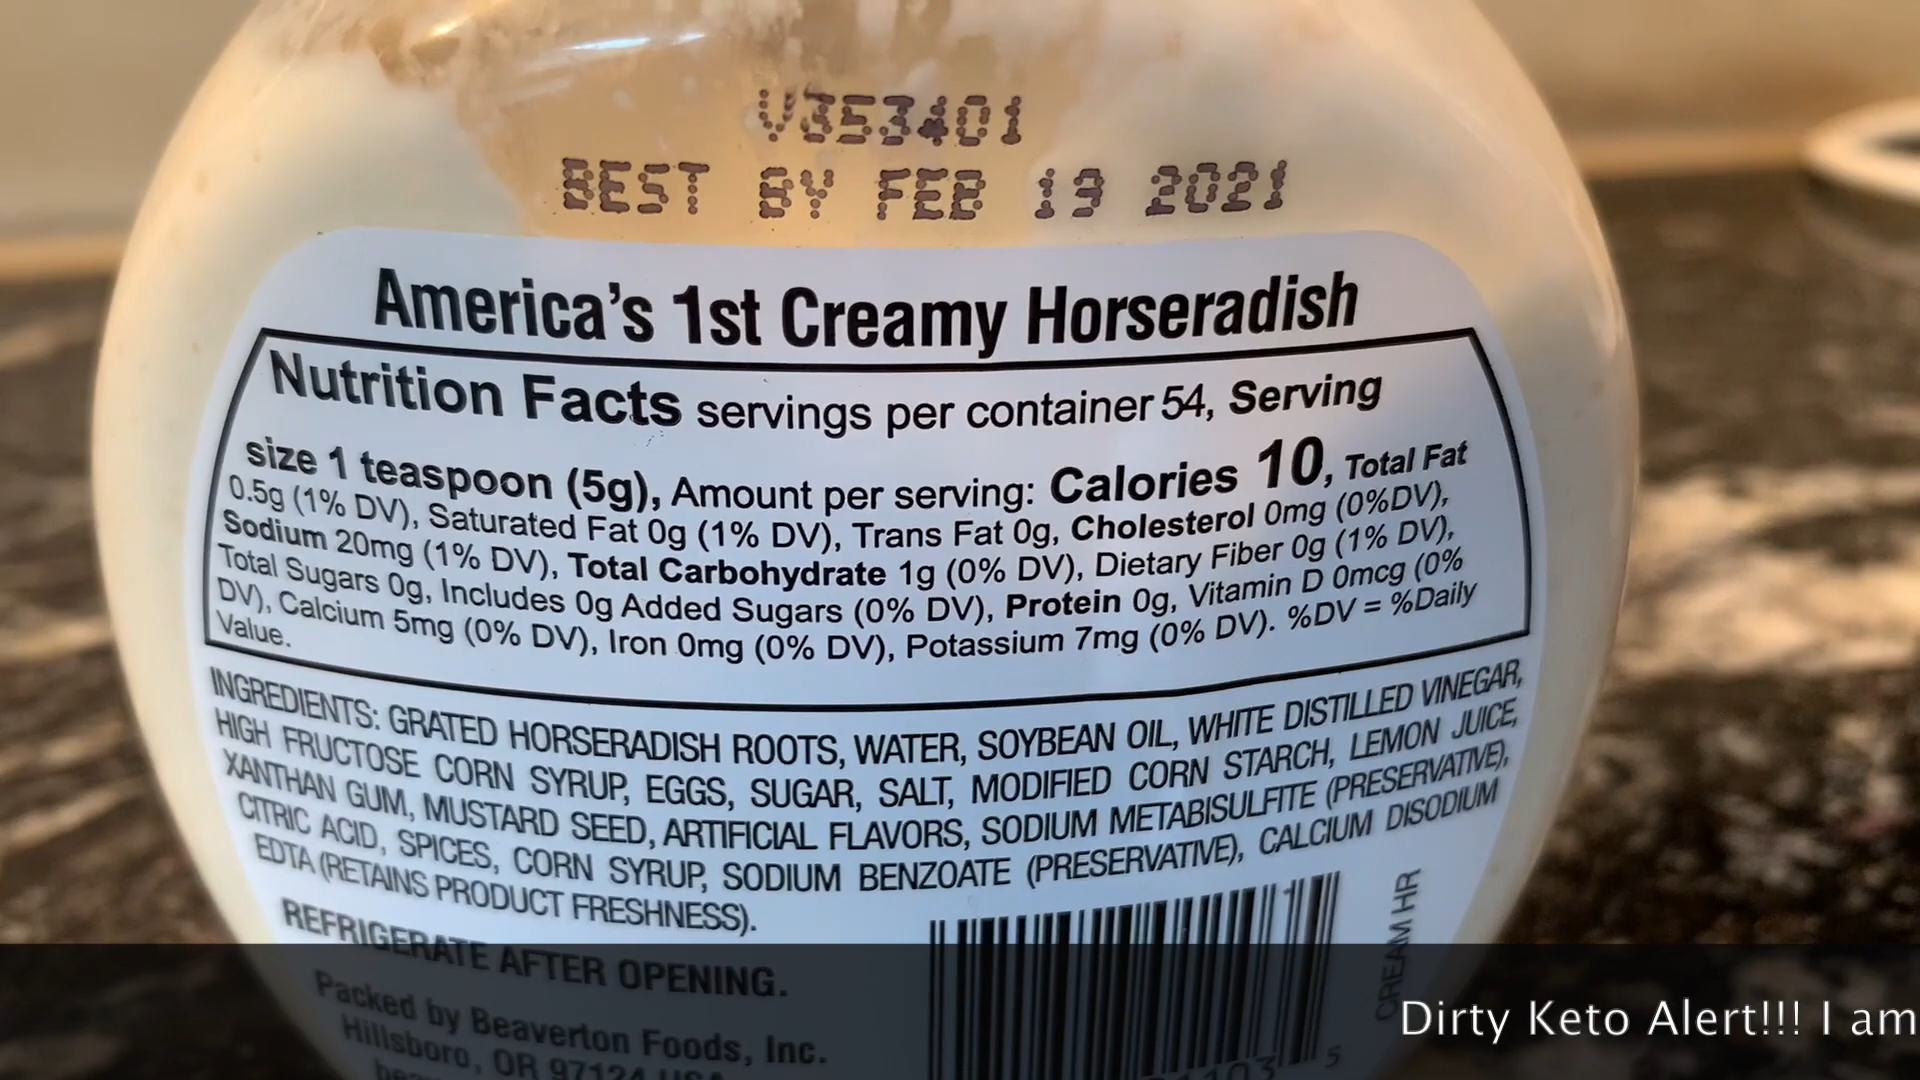 V353401
BEST BY FEB 19 2021
America's 1st Creamy Horseradish
Nutrition Facts servings per container 54, Serving
size 1 teaspoon (5g), Amount per serving: Calories 10, Total Fat
0.5g (1% DV), Saturated Fat 0g (1% DV), Trans Fat 0g, Cholesterol 0mg (0%DV),
Sodium 20mg (1% DV), Total Carbohydrate 1g (0% DV), Dietary Fiber 0g (1% DV),
Total Sugars 0g, Includes 0g Added Sugars (0% DV), Protein 0g, Vitamin D 0mcg (0%
DV), Calcium 5mg (0% DV), Iron 0mg (0% DV), Potassium 7mg (0% DV). %DV = %Daily
Value.
INGREDIENTS: GRATED HORSERADISH ROOTS, WATER, SOYBEAN OIL, WHITE DISTILLED VINEGAR,
HIGH FRUCTOSE CORN SYRUP, EGGS, SUGAR, SALT, MODIFIED CORN STARCH, LEMON JUICE,
XANTHAN GUM, MUSTARD SEED, ARTIFICIAL FLAVORS, SODIUM METABISULFITE (PRESERVATIVE),
CITRIC ACID, SPICES, CORN SYRUP, SODIUM BENZOATE (PRESERVATIVE), CALCIUM DISODIUM
EDTA (RETAINS PRODUCT FRESHNESS).
REFRIGERATE AFTER OPENING.
Packed by Beaverton Foods, Inc.
Hillsboro, OR 97124 USA
CREAM HR
5
Dirty Keto Alert!!! I am